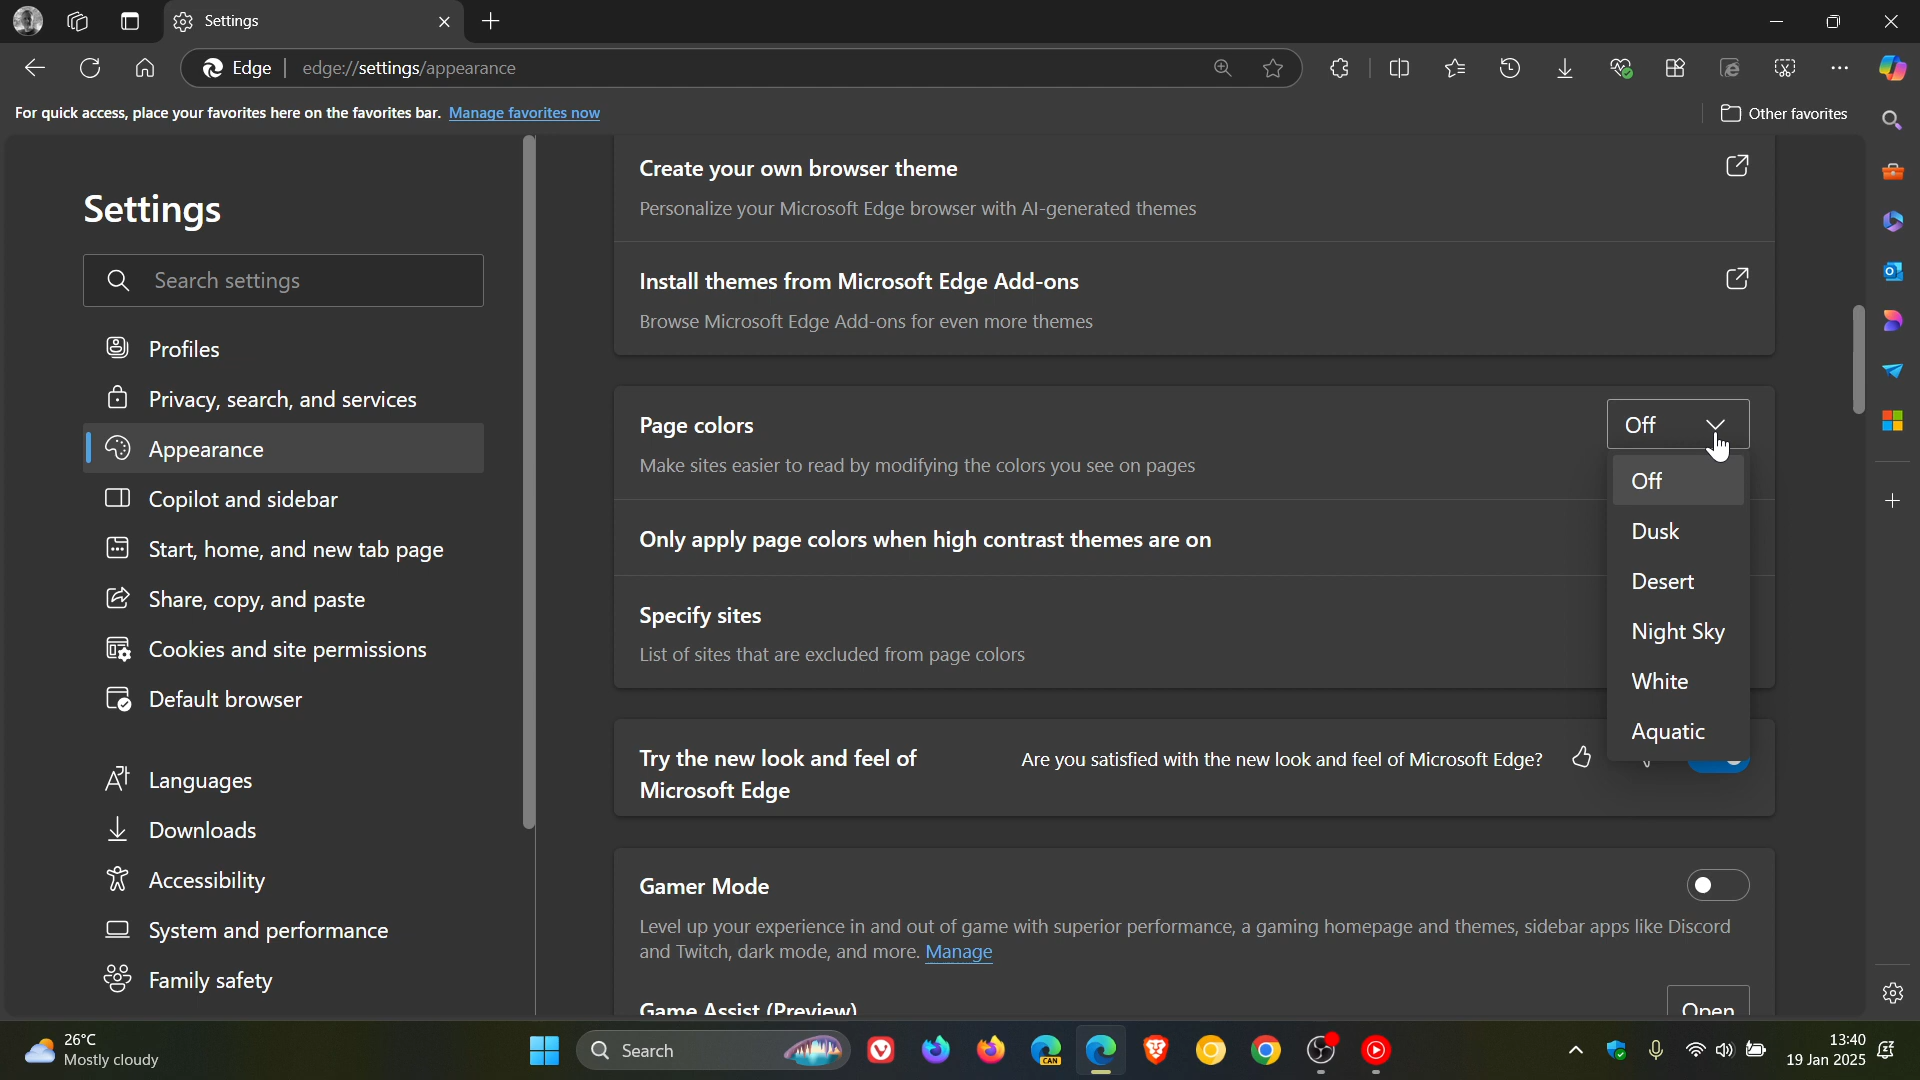 Settings
Edge
edge://settings/appearance
For quick access, place your favorites here on the favorites bar. Manage favorites now
Other favorites
Settings
Search settings
Profiles
Privacy, search, and services
Appearance
Copilot and sidebar
Start, home, and new tab page
Share, copy, and paste
Cookies and site permissions
Default browser
Languages
Downloads
Accessibility
System and performance
Family safety
Create your own browser theme
Personalize your Microsoft Edge browser with AI-generated themes
Install themes from Microsoft Edge Add-ons
Browse Microsoft Edge Add-ons for even more themes
Page colors
Make sites easier to read by modifying the colors you see on pages
Off
Off
Dusk
Desert
Night Sky
White
Aquatic
Only apply page colors when high contrast themes are on
Specify sites
List of sites that are excluded from page colors
Try the new look and feel of
Microsoft Edge
Are you satisfied with the new look and feel of Microsoft Edge?
Gamer Mode
Level up your experience in and out of game with superior performance, a gaming homepage and themes, sidebar apps like Discord
and Twitch, dark mode, and more. Manage
Game Assist (Preview)
Open
26°C
Mostly cloudy
Search
CAN
13:40
19 Jan 2025